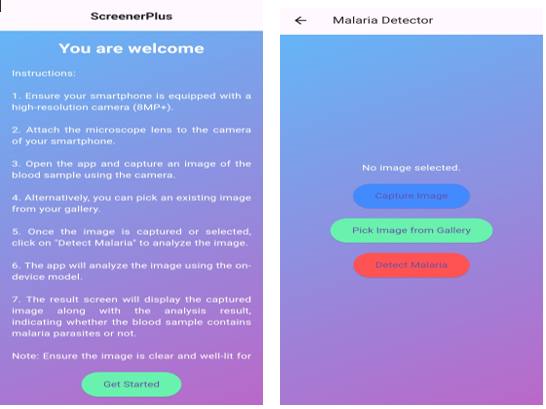 ScreenerPlus
You are welcome
Instructions:
1. Ensure your smartphone is equipped with a
high-resolution camera (8MP+).
2. Attach the microscope lens to the camera
of your smartphone.
3. Open the app and capture an image of the
blood sample using the camera.
4. Alternatively, you can pick an existing image
from your gallery.
5. Once the image is captured or selected,
click on "Detect Malaria" to analyze the image.
6. The app will analyze the image using the on-
device model.
7. The result screen will display the captured
image along with the analysis result,
indicating whether the blood sample contains
malaria parasites or not.
Note: Ensure the image is clear and well-lit for
Get Started
Malaria Detector
No image selected.
Capture Image
Pick Image from Gallery
Detect Malaria